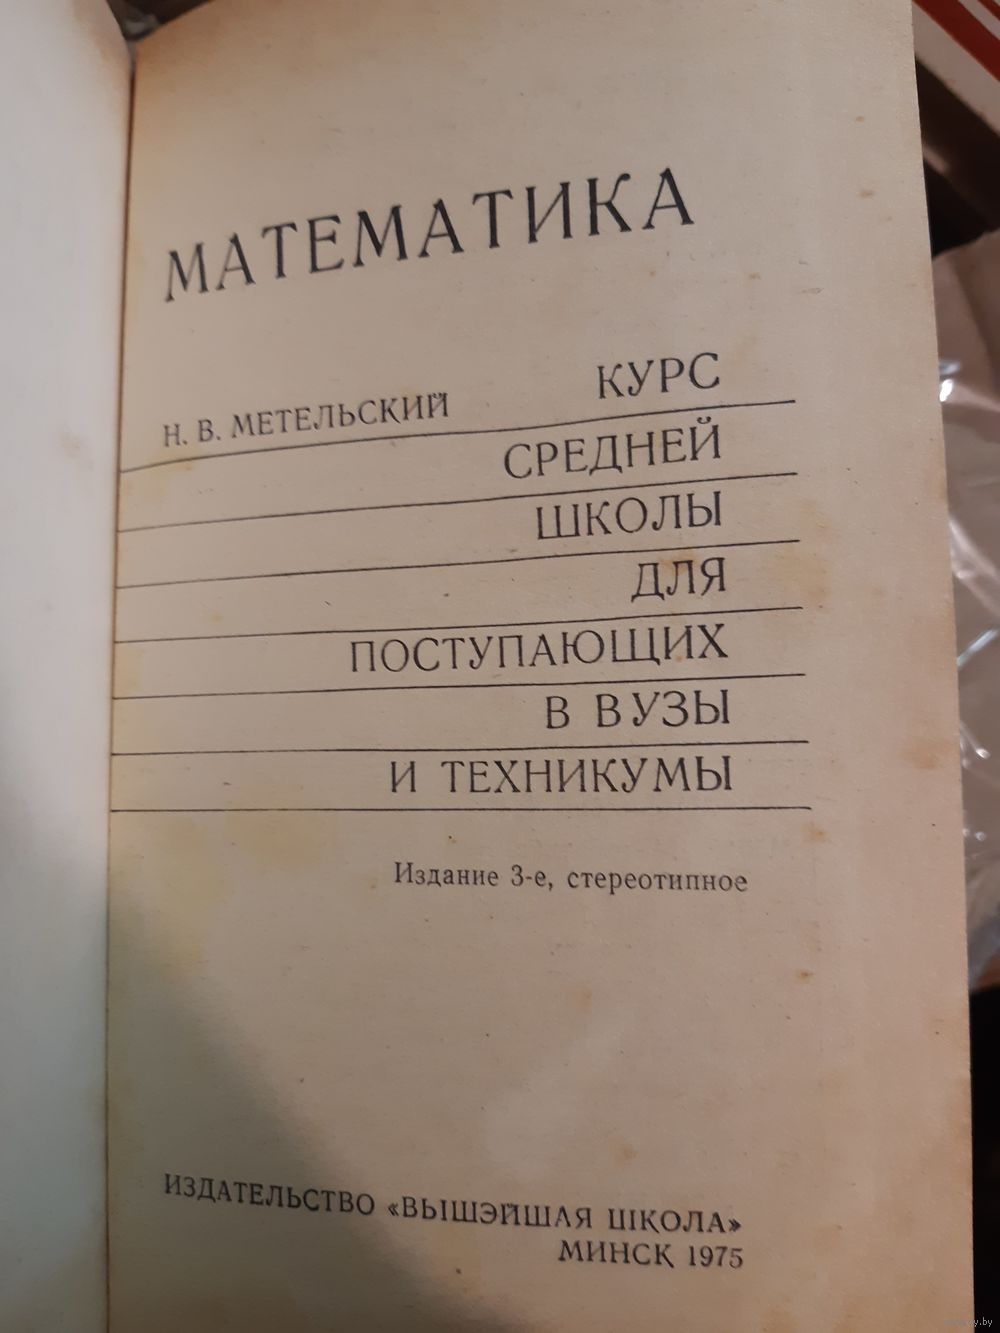 МАТЕМАТИКА
Н. В. МЕТЕЛЬСКИЙ КУРС
СРЕДНЕЙ
ШКОЛЫ
ДЛЯ
ПОСТУПАЮЩИХ
В ВУЗЫ
И ТЕХНИКУМЫ
Издание 3-е, стереотипное
ИЗДАТЕЛЬСТВО «ВЫШЭЙШАЯ ШКОЛА»
МИНСК 1975